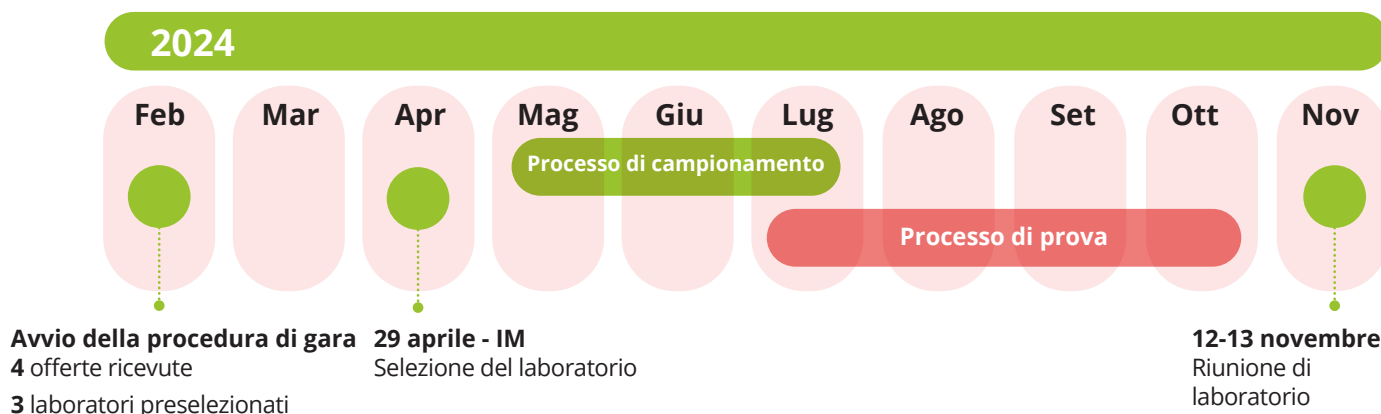 2024
Feb Mar Apr Mag Giu Lug Ago Set Ott Nov
Processo di campionamento
Processo di prova
Avvio della procedura di gara
4 offerte ricevute
3 laboratori preselezionati
29 aprile - IM
Selezione del laboratorio
12-13 novembre
Riunione di
laboratorio